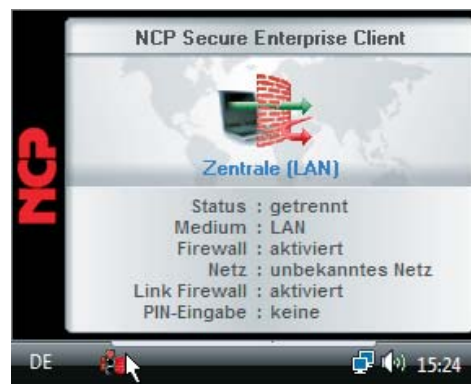 NCP Secure Enterprise Client
NCP
Zentrale (LAN)
Status : getrennt
Medium : LAN
Firewall : aktiviert
Netz : unbekanntes Netz
Link Firewall : aktiviert
PIN-Eingabe : keine
DE 15:24